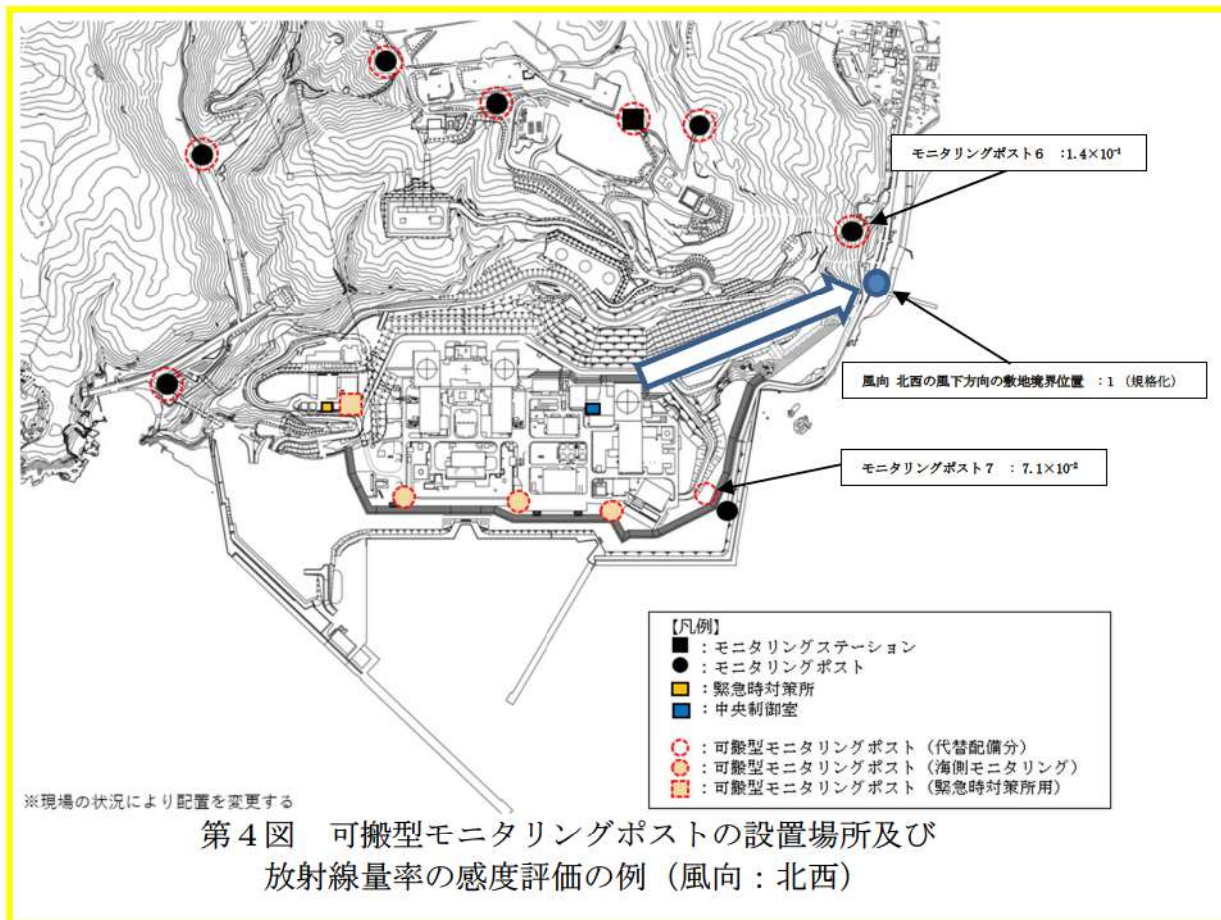 モニタリングポスト6 :1.4×10⁻¹
風向 北西の風下方向の敷地境界位置 :1 (規格化)
モニタリングポスト7 :7.1×10⁻²
【凡例】
■:モニタリングステーション
●:モニタリングポスト
:緊急時対策所
:中央制御室
:可搬型モニタリングポスト(代替配備分)
:可搬型モニタリングポスト(海側モニタリング)
:可搬型モニタリングポスト(緊急時対策所用)
※現場の状況により配置を変更する
第4図 可搬型モニタリングポストの設置場所及び
放射線量率の感度評価の例(風向:北西)